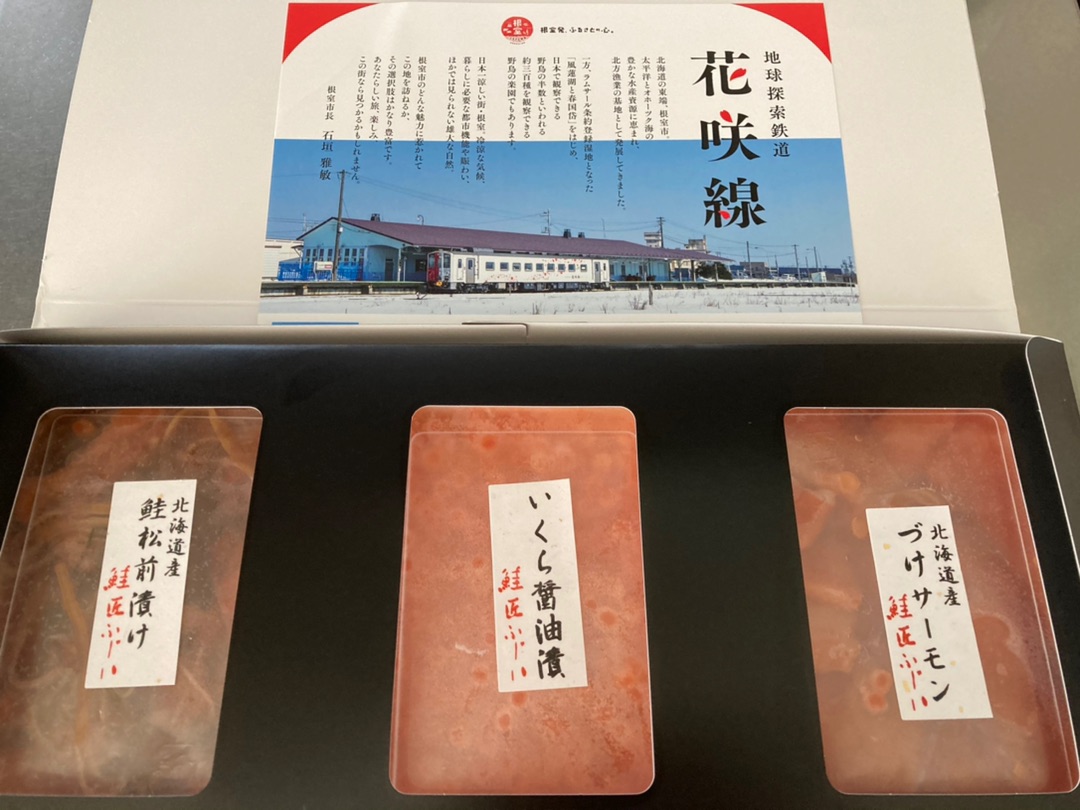 根室
根室発、ふるさとの心。
地球探索鉄道
花咲線
北海道の東端、根室市。
太平洋とオホーツク海の
豊かな水産資源に恵まれ、
北方漁業の基地として発展してきました。
一方、ラムサール条約登録湿地となった
「風蓮湖と春国岱」をはじめ、
日本で観察できる
野鳥の半数といわれる
約三百種を観察できる
野鳥の楽園でもあります。
日本一涼しい街・根室。冷涼な気候、
暮らしに必要な都市機能や賑わい、
ほかでは見られない雄大な自然。
根室市のどんな魅力に惹かれて
この地を訪ねるか、
その選択肢はかなり豊富です。
あなたらしい旅、楽しみ、
この街なら見つかるかもしれません。
根室市長 石垣 雅敏
北海道産
鮭松前漬け
鮭匠ふじい
いくら醤油漬
鮭匠ふじい
北海道産
づけサーモン
鮭匠ふじい